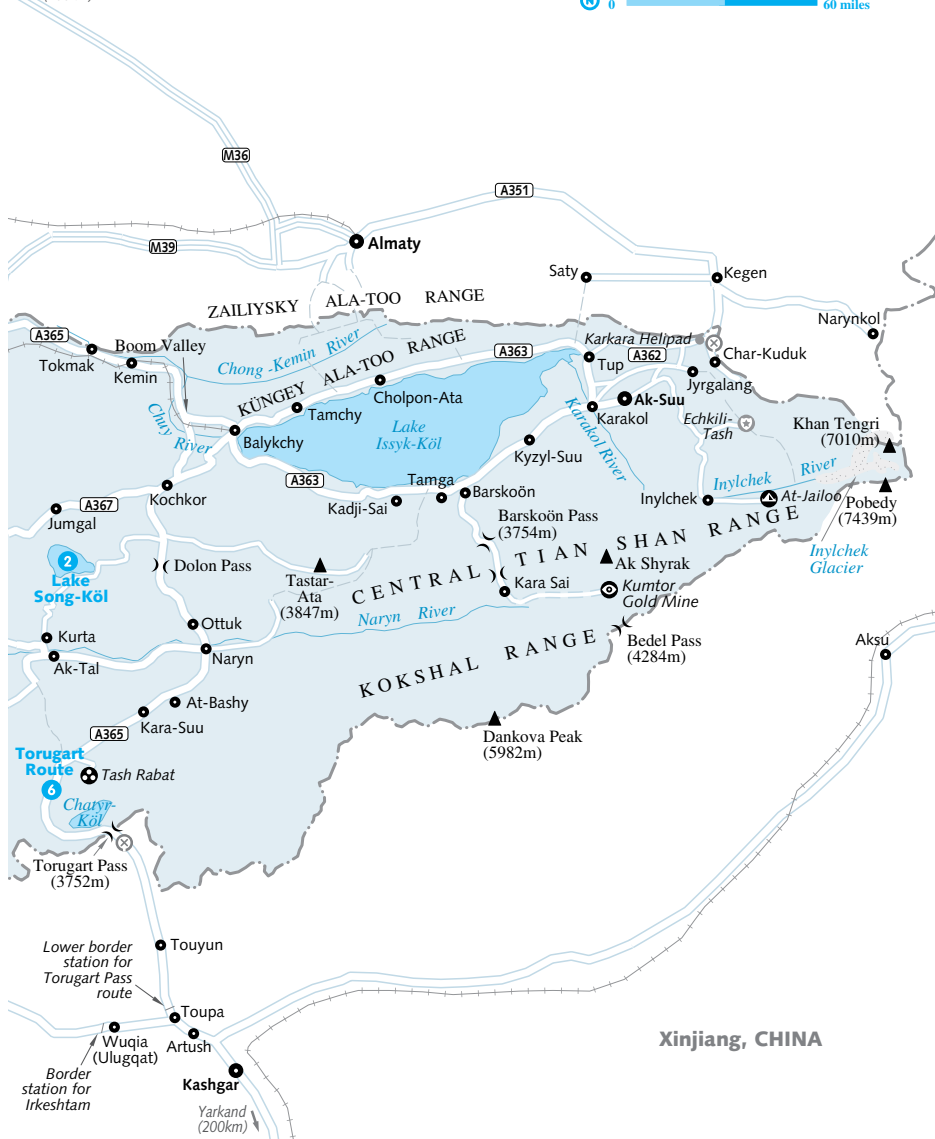 0
60 miles
N
M36
A351
M39
Almaty
Saty
Kegen
ZAILIYSKY ALA-TOO RANGE
Narynkol
A365
Boom Valley
Chong-Kemin River
KÜNGEY ALA-TOO RANGE
A363
Karkara Helipad
A362
Char-Kuduk
Tokmak
Kemin
Tup
Jyrgalang
Cholpon-Ata
Ak-Suu
Tamchy
Karakol
Echkili-
Tash
Khan Tengri
(7010m)
Chuy
River
Lake
Issyk-Köl
Karakol River
Balykchy
Kyzyl-Suu
A363
Tamga
Barskoön
Inylchek
River
Inylchek
At-Jailoo
Pobedy
(7439m)
Kochkor
Kadji-Sai
A367
Jumgal
Barskoön Pass
(3754m)
CENTRAL TIAN SHAN RANGE
Inylchek
Glacier
2
Lake
Song-Köl
Dolon Pass
Tastar-
Ata
(3847m)
Ak Shyrak
Kara Sai
Kumtor
Gold Mine
Naryn River
Ottuk
Kurta
Naryn
Ak-Tal
KOKSHAL RANGE
Bedel Pass
(4284m)
Aksu
At-Bashy
Kara-Suu
A365
Dankova Peak
(5982m)
Torugart
Route
6
Tash Rabat
Chatyr-
Köl
Torugart Pass
(3752m)
Touyun
Lower border
station for
Torugart Pass
route
Toupa
Wuqia
(Ulugqat)
Artush
Xinjiang, CHINA
Border
station for
Irkeshtam
Kashgar
Yarkand
(200km)